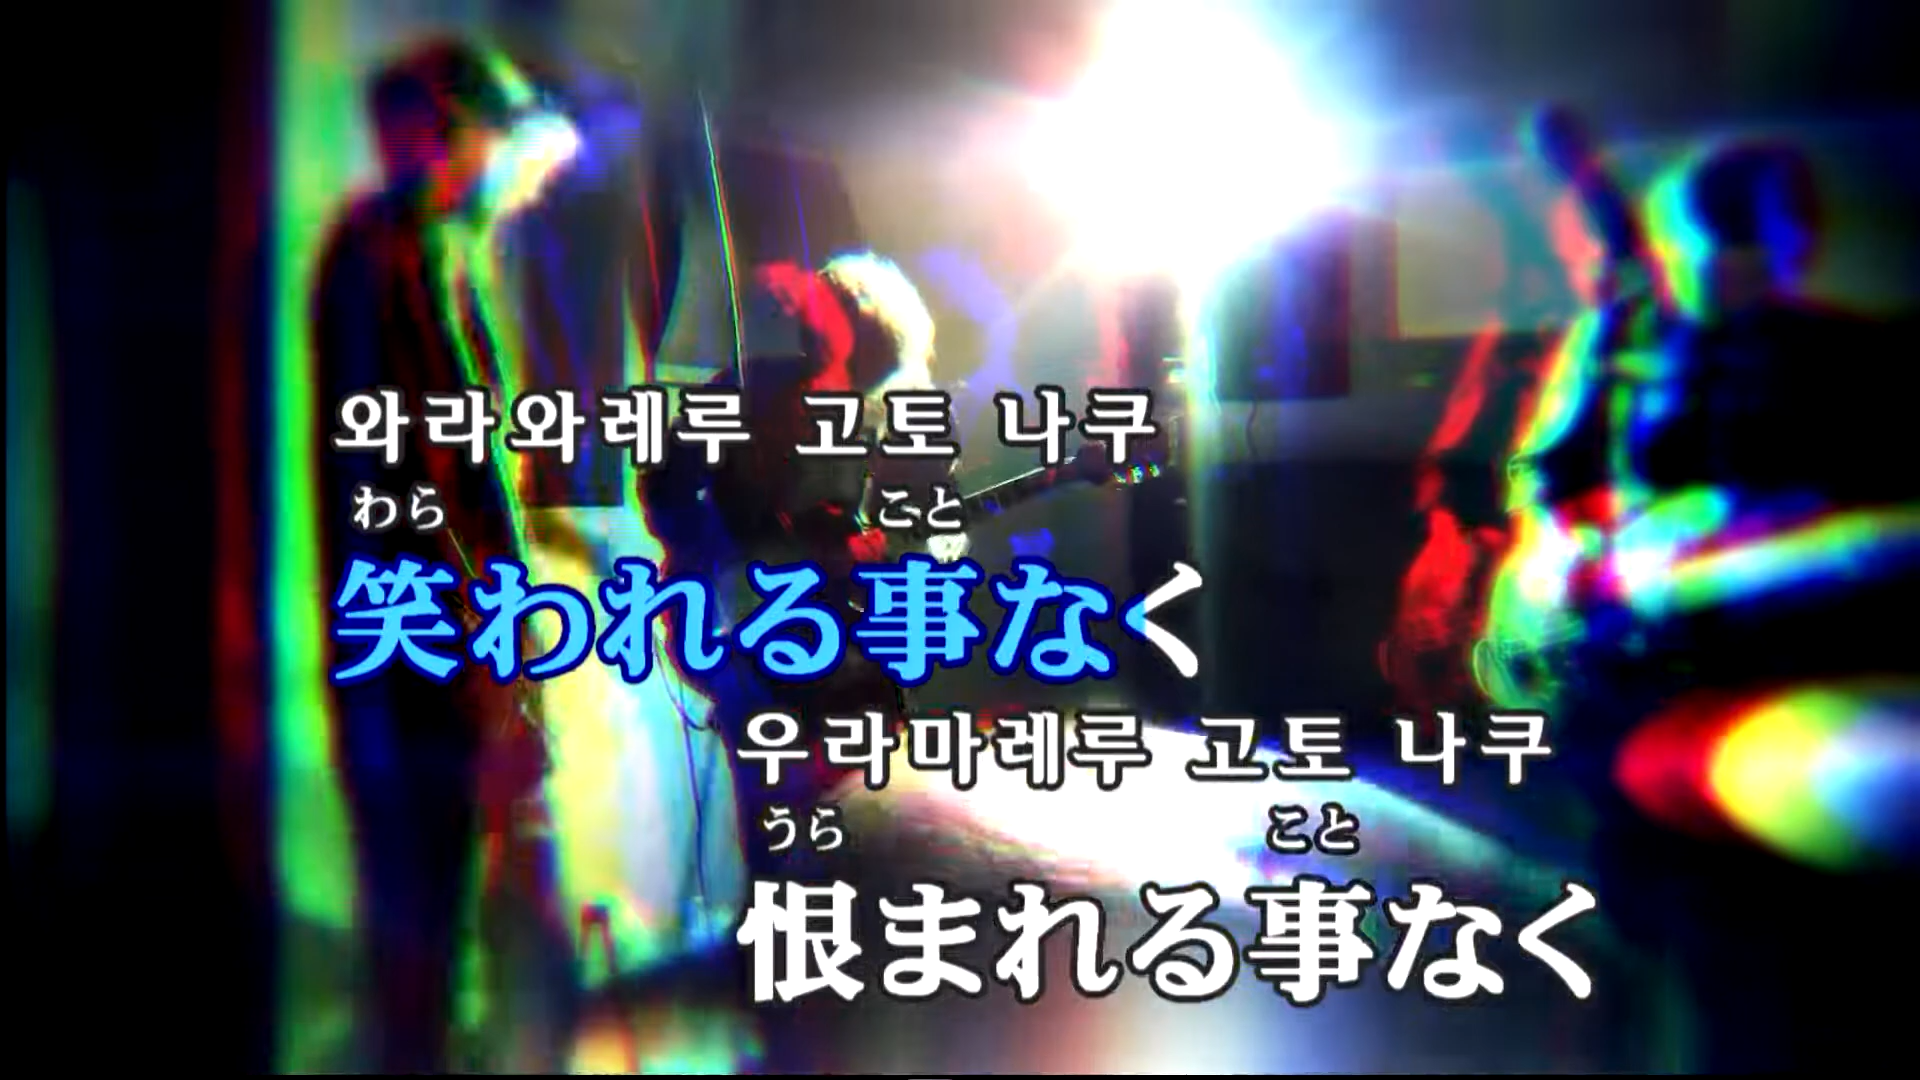 와라와레루 고토 나쿠
わら こと
笑われる事なく
우라마레루 고토 나쿠
うら こと
恨まれる事なく